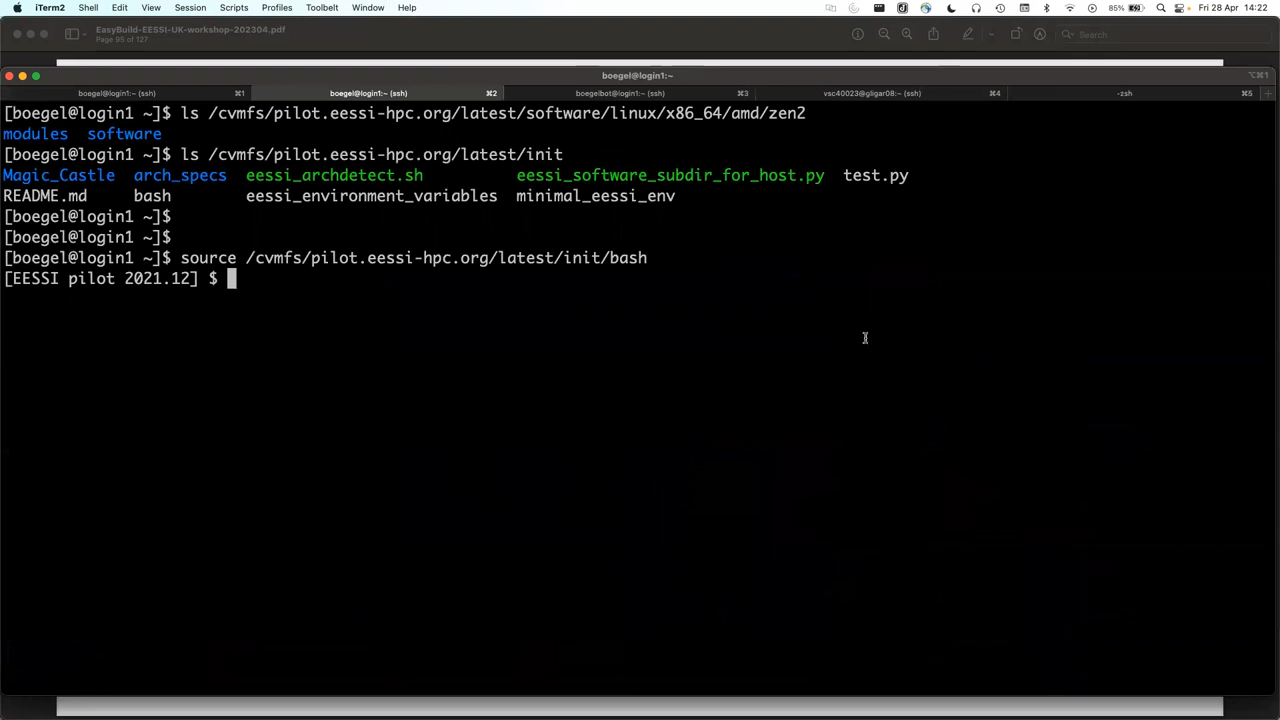 iTerm2 Shell Edit View Session Scripts Profiles Toolbelt Window Help 85% Fri 28 Apr 14:22
EasyBuild-EESSI-UK-workshop-202304.pdf
Page 95 of 127
Search
boegel@login1:~
⌥⌘1
boegel@login1:~ (ssh) ⌘1 boegel@login1:~ (ssh) ⌘2 boegelbot@login1:~ (ssh) ⌘3 vsc40023@gligar08:~ (ssh) ⌘4 -zsh ⌘5
[boegel@login1 ~]$ ls /cvmfs/pilot.eessi-hpc.org/latest/software/linux/x86_64/amd/zen2
modules software
[boegel@login1 ~]$ ls /cvmfs/pilot.eessi-hpc.org/latest/init
Magic_Castle arch_specs eessi_archdetect.sh eessi_software_subdir_for_host.py test.py
README.md bash eessi_environment_variables minimal_eessi_env
[boegel@login1 ~]$
[boegel@login1 ~]$
[boegel@login1 ~]$ source /cvmfs/pilot.eessi-hpc.org/latest/init/bash
[EESSI pilot 2021.12] $